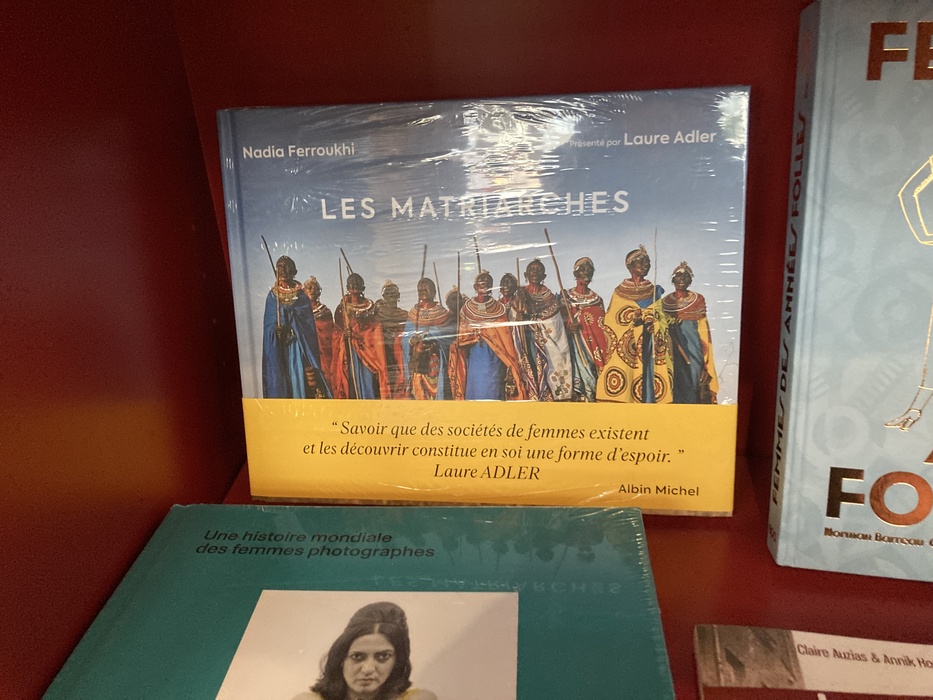 Nadia Ferroukhi
Présenté par Laure Adler
LES MATRIARCHES
“ Savoir que des sociétés de femmes existent
et les découvrir constitue en soi une forme d’espoir. ”
Laure ADLER
Albin Michel
Une histoire mondiale
des femmes photographes
FEMMES DES ANNÉES FOLLES
FE
FO
Norman Barreau
Claire Auzias & Annik